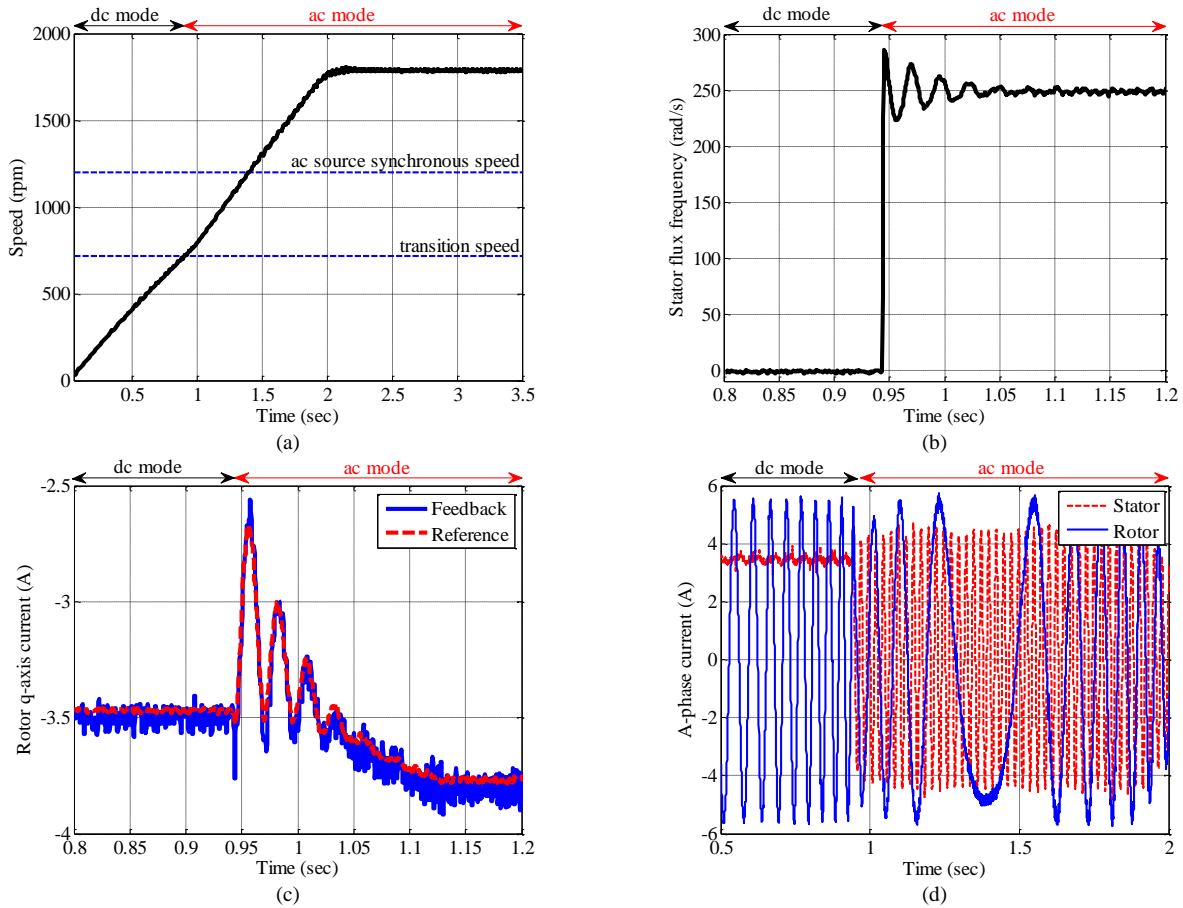 dc mode
ac mode
2000
1500
1000
500
0
Speed (rpm)
ac source synchronous speed
transition speed
0.5
1
1.5
2
2.5
3
3.5
Time (sec)
(a)
dc mode
ac mode
300
250
200
150
100
50
0
Stator flux frequency (rad/s)
0.8
0.85
0.9
0.95
1
1.05
1.1
1.15
1.2
Time (sec)
(b)
dc mode
ac mode
-2.5
-3
-3.5
-4
Rotor q-axis current (A)
Feedback
Reference
0.8
0.85
0.9
0.95
1
1.05
1.1
1.15
1.2
Time (sec)
(c)
dc mode
ac mode
6
4
2
0
-2
-4
-6
A-phase current (A)
Stator
Rotor
0.5
1
1.5
2
Time (sec)
(d)